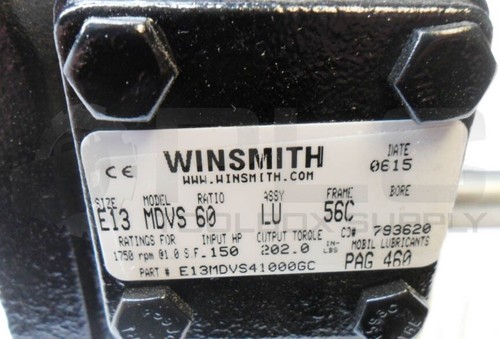 CE WINSMITH DATE
WWW.WINSMITH.COM 0615
SIZE MODEL RATIO ASSY FRAME BORE
E13 MDVS 60 LU 56C
RATINGS FOR INPUT HP OUTPUT TORQUE CJ# 793620
1750 rpm @1.0 S.F. .150 202.0 IN-LBS MOBIL LUBRICANTS
PART # E13MDVS41000GC PAG 460